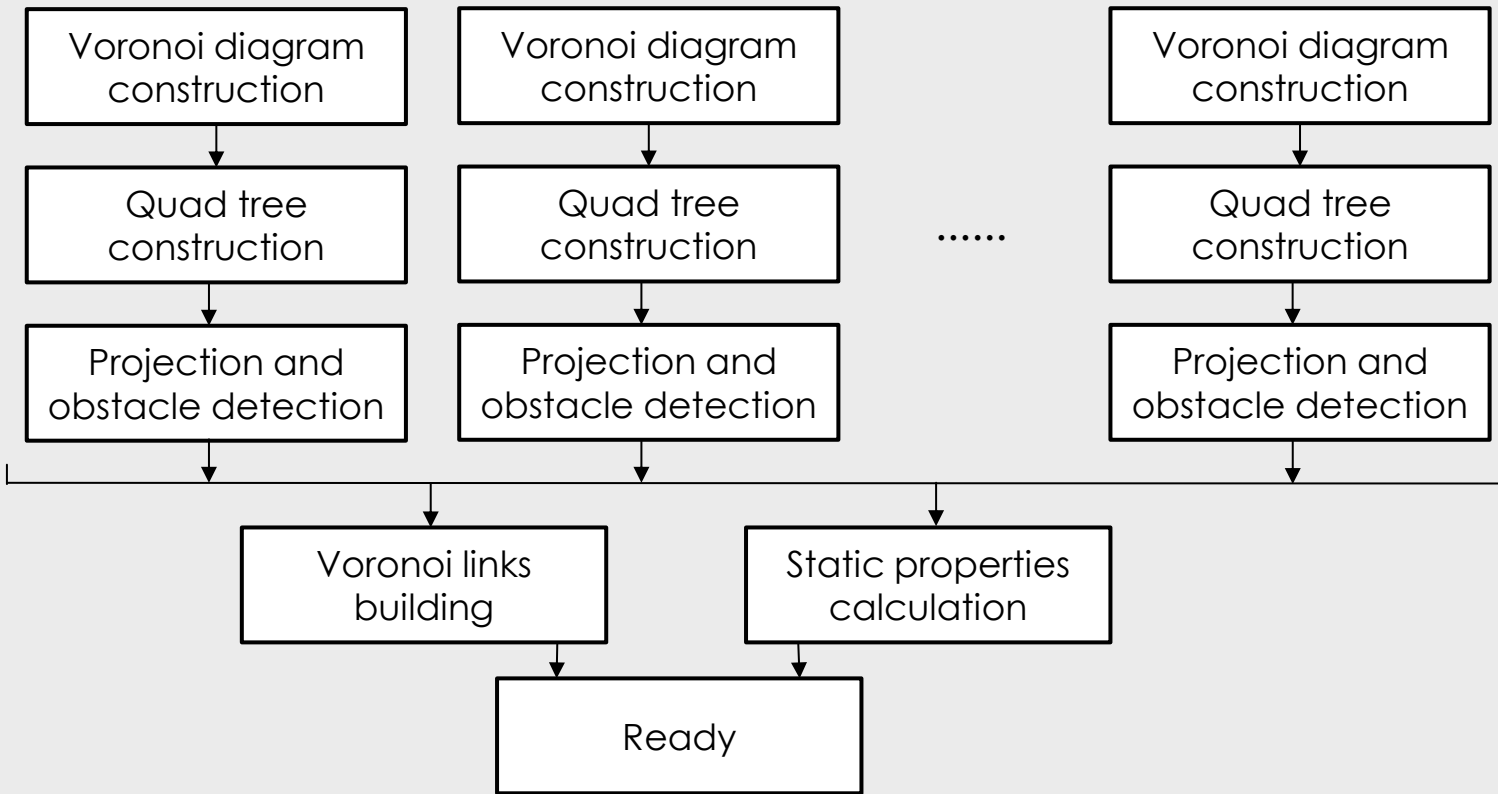 Voronoi diagram
construction
Voronoi diagram
construction
Voronoi diagram
construction
Quad tree
construction
Quad tree
construction
......
Quad tree
construction
Projection and
obstacle detection
Projection and
obstacle detection
Projection and
obstacle detection
Voronoi links
building
Static properties
calculation
Ready